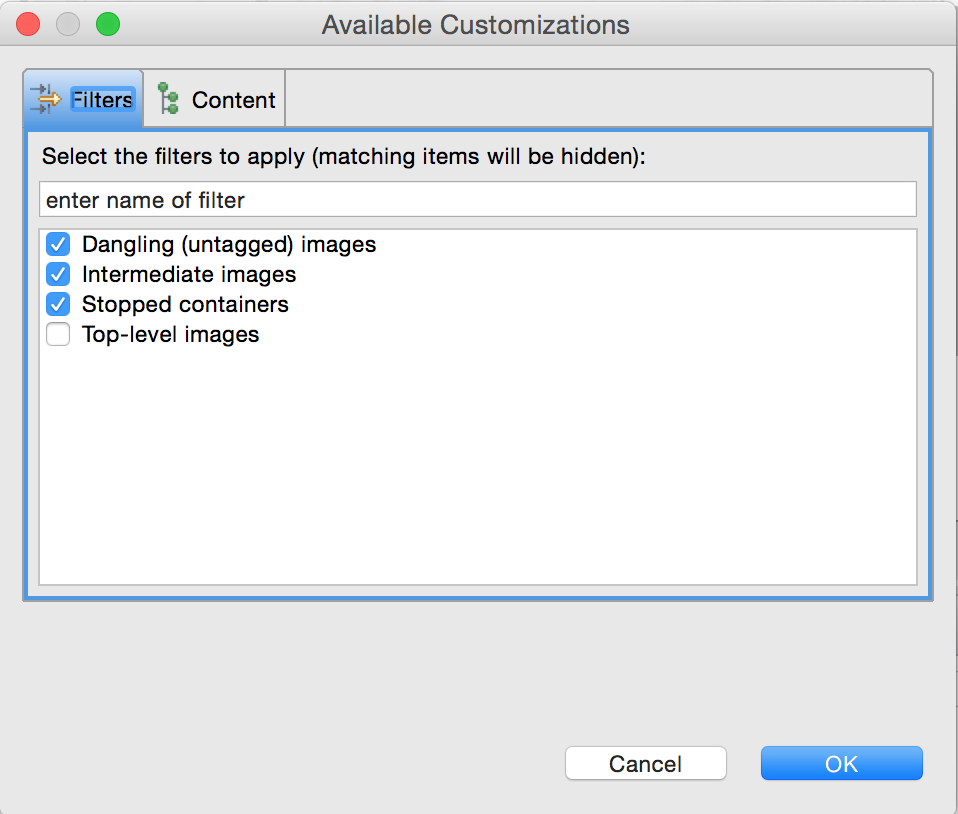 Available Customizations
Filters
Content
Select the filters to apply (matching items will be hidden):
enter name of filter
Dangling (untagged) images
Intermediate images
Stopped containers
Top-level images
Cancel
OK